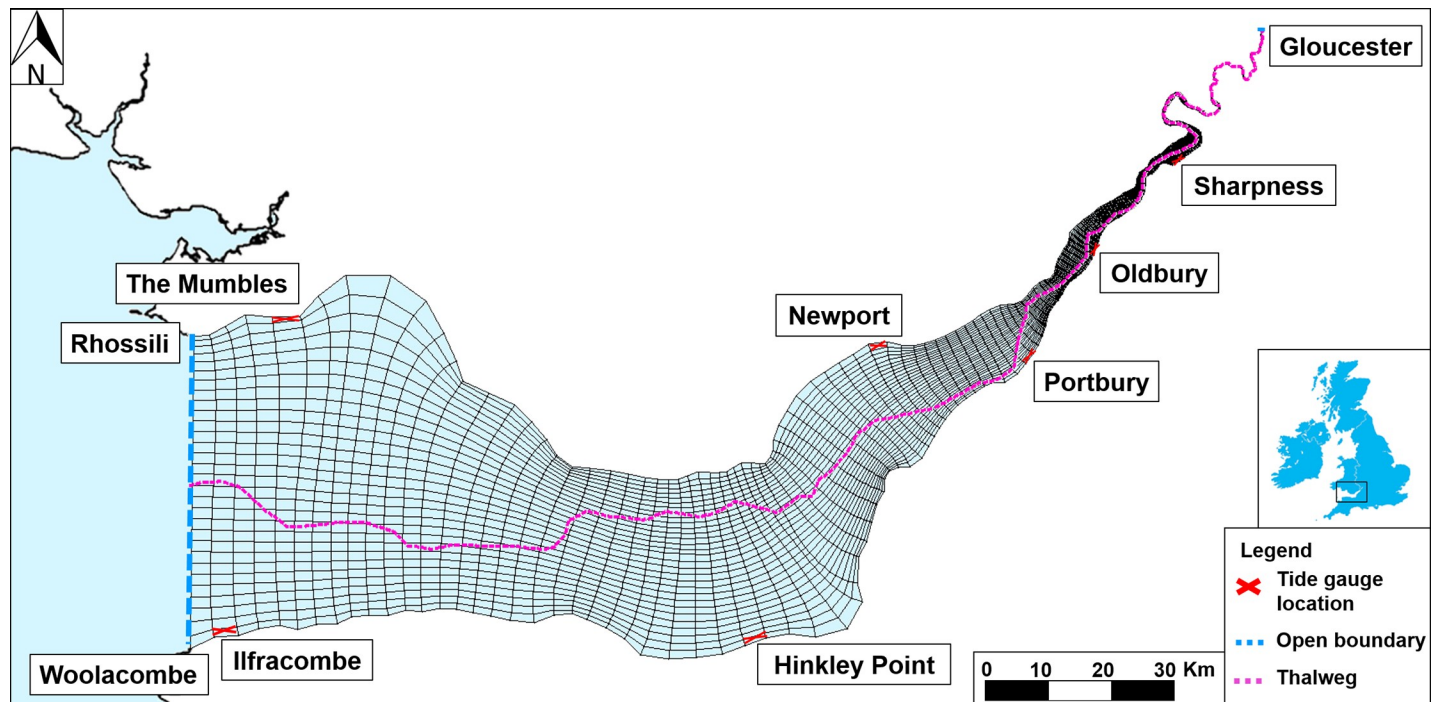 N
Gloucester
Sharpness
Oldbury
The Mumbles
Newport
Rhossili
Portbury
Woolacombe
Ilfracombe
Hinkley Point
0 10 20 30 Km
Legend
Tide gauge
location
Open boundary
Thalweg